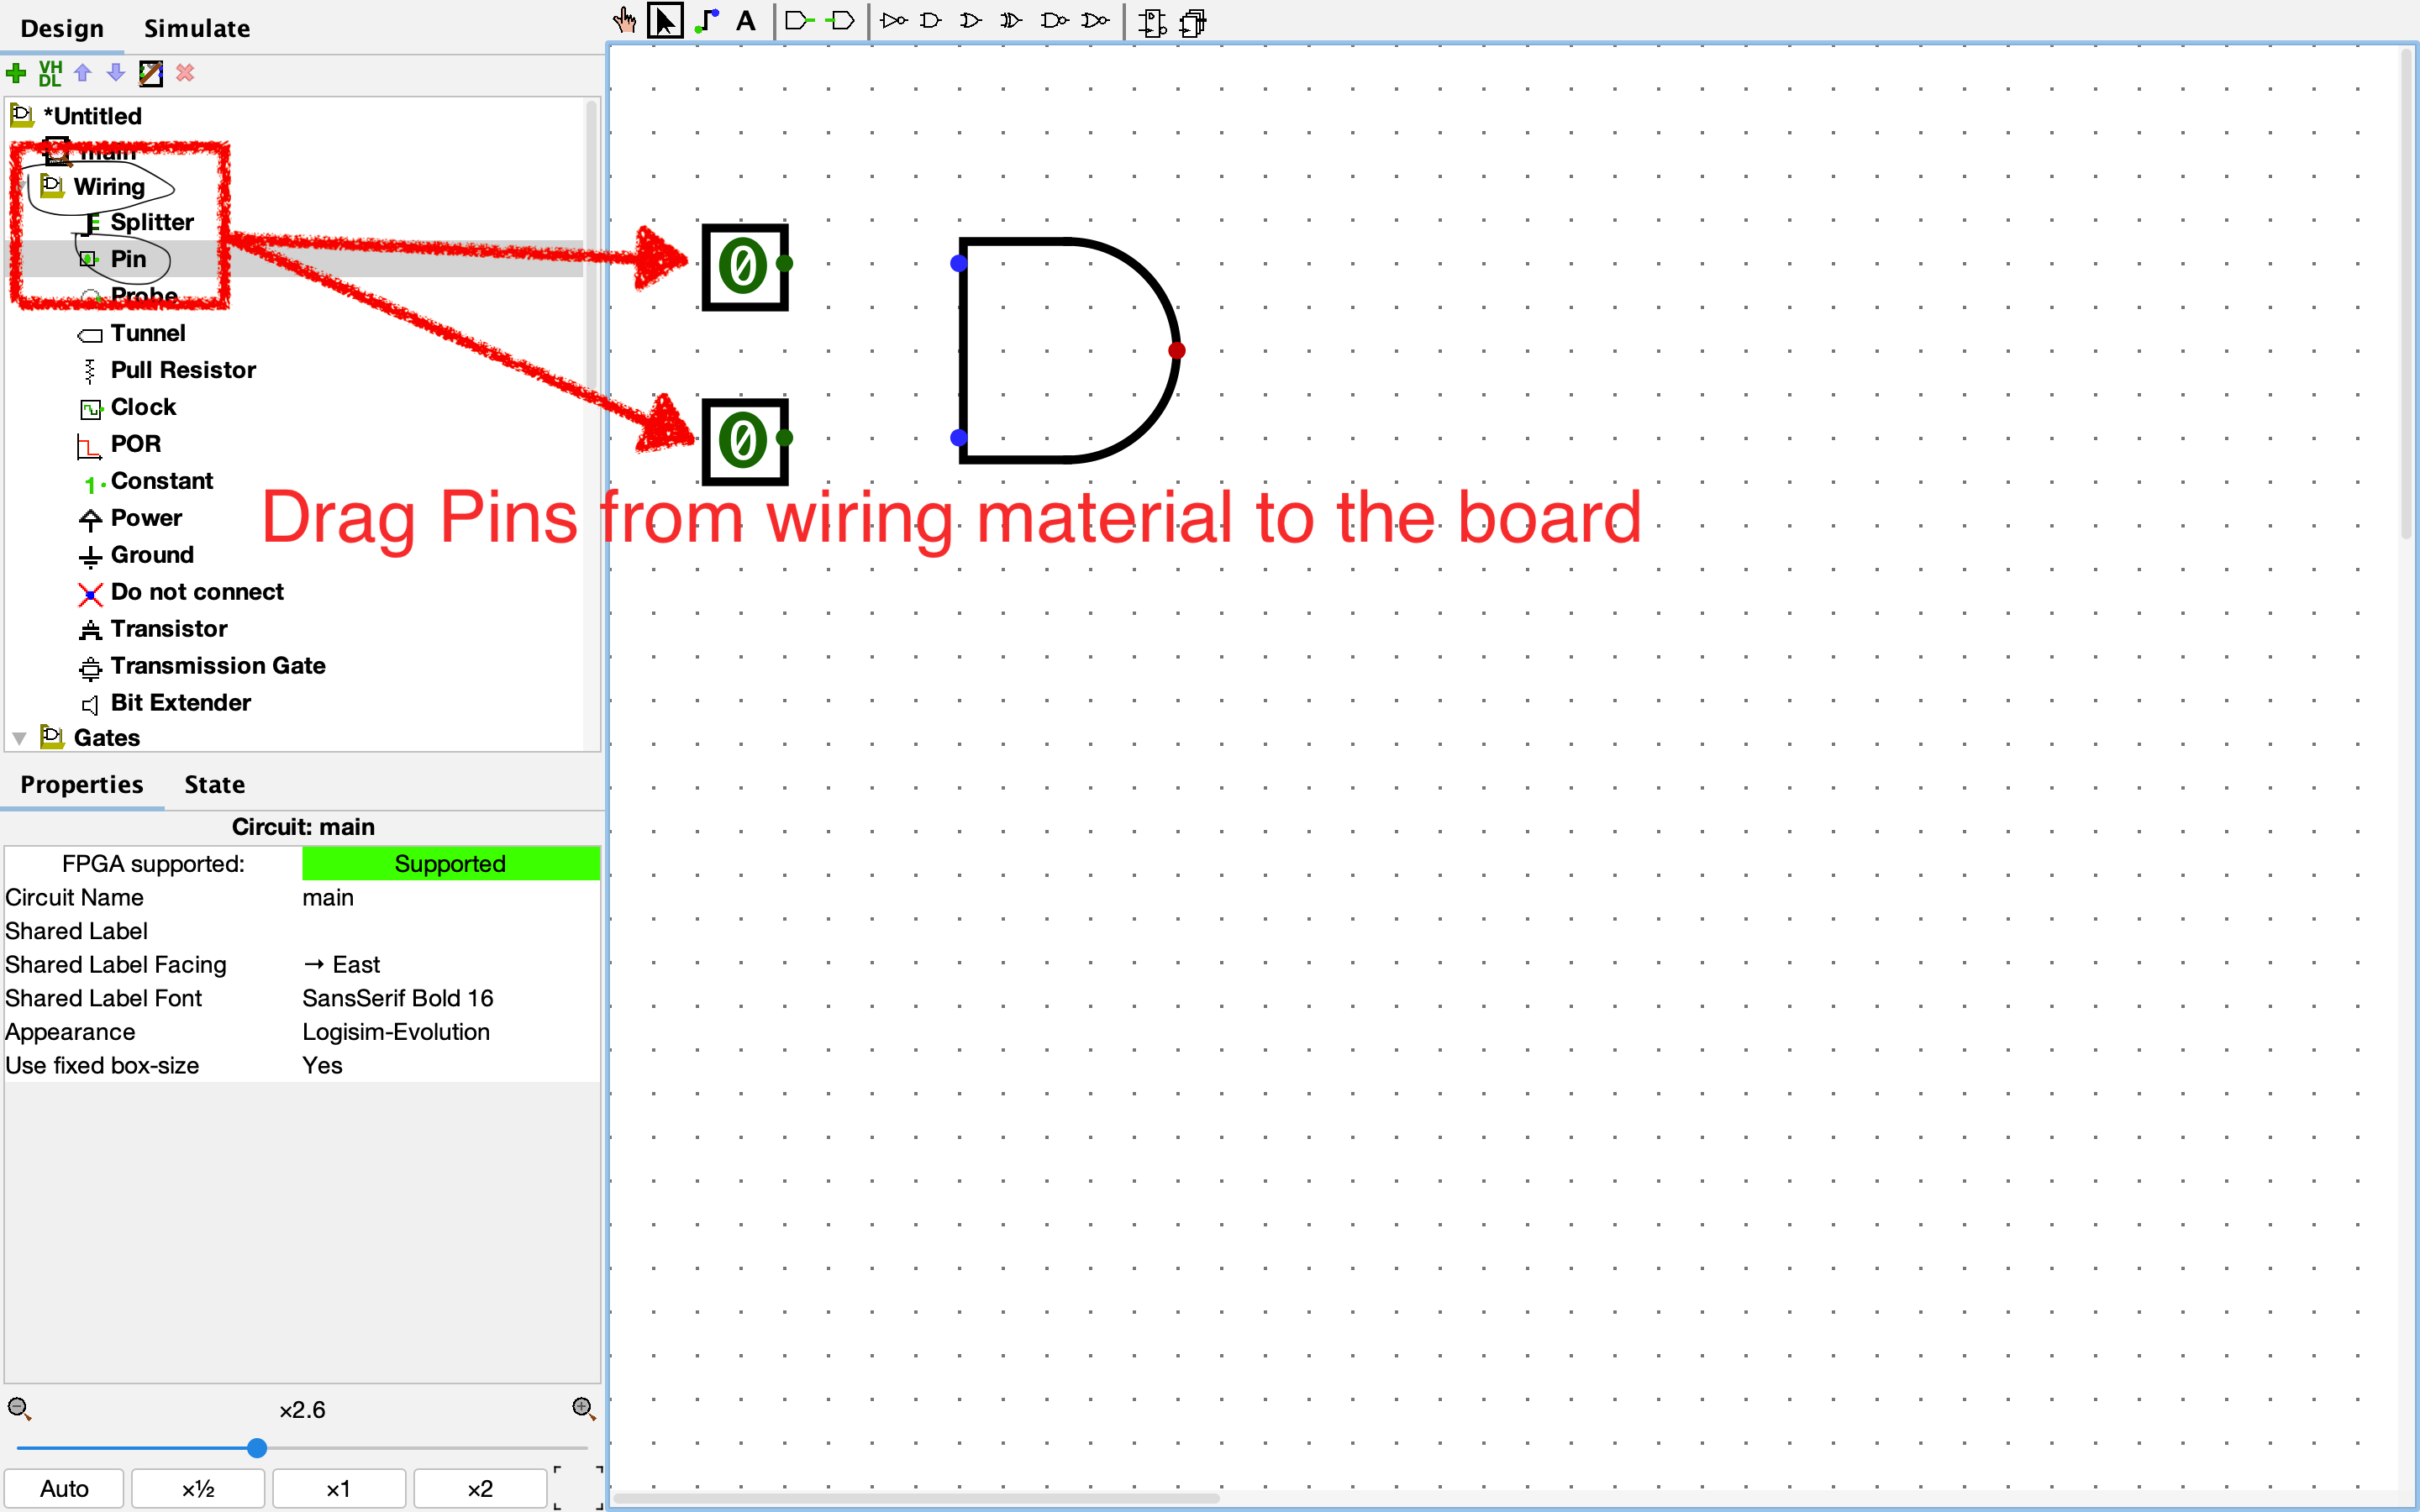 Design Simulate
A
VH
DL
*Untitled
main
Wiring
Splitter
Pin
Probe
Tunnel
Pull Resistor
Clock
POR
1 Constant
Power
Ground
Do not connect
Transistor
Transmission Gate
Bit Extender
Gates
0
0
Drag Pins from wiring material to the board
Properties State
Circuit: main
FPGA supported: Supported
Circuit Name main
Shared Label
Shared Label Facing → East
Shared Label Font SansSerif Bold 16
Appearance Logisim-Evolution
Use fixed box-size Yes
×2.6
Auto ×½ ×1 ×2